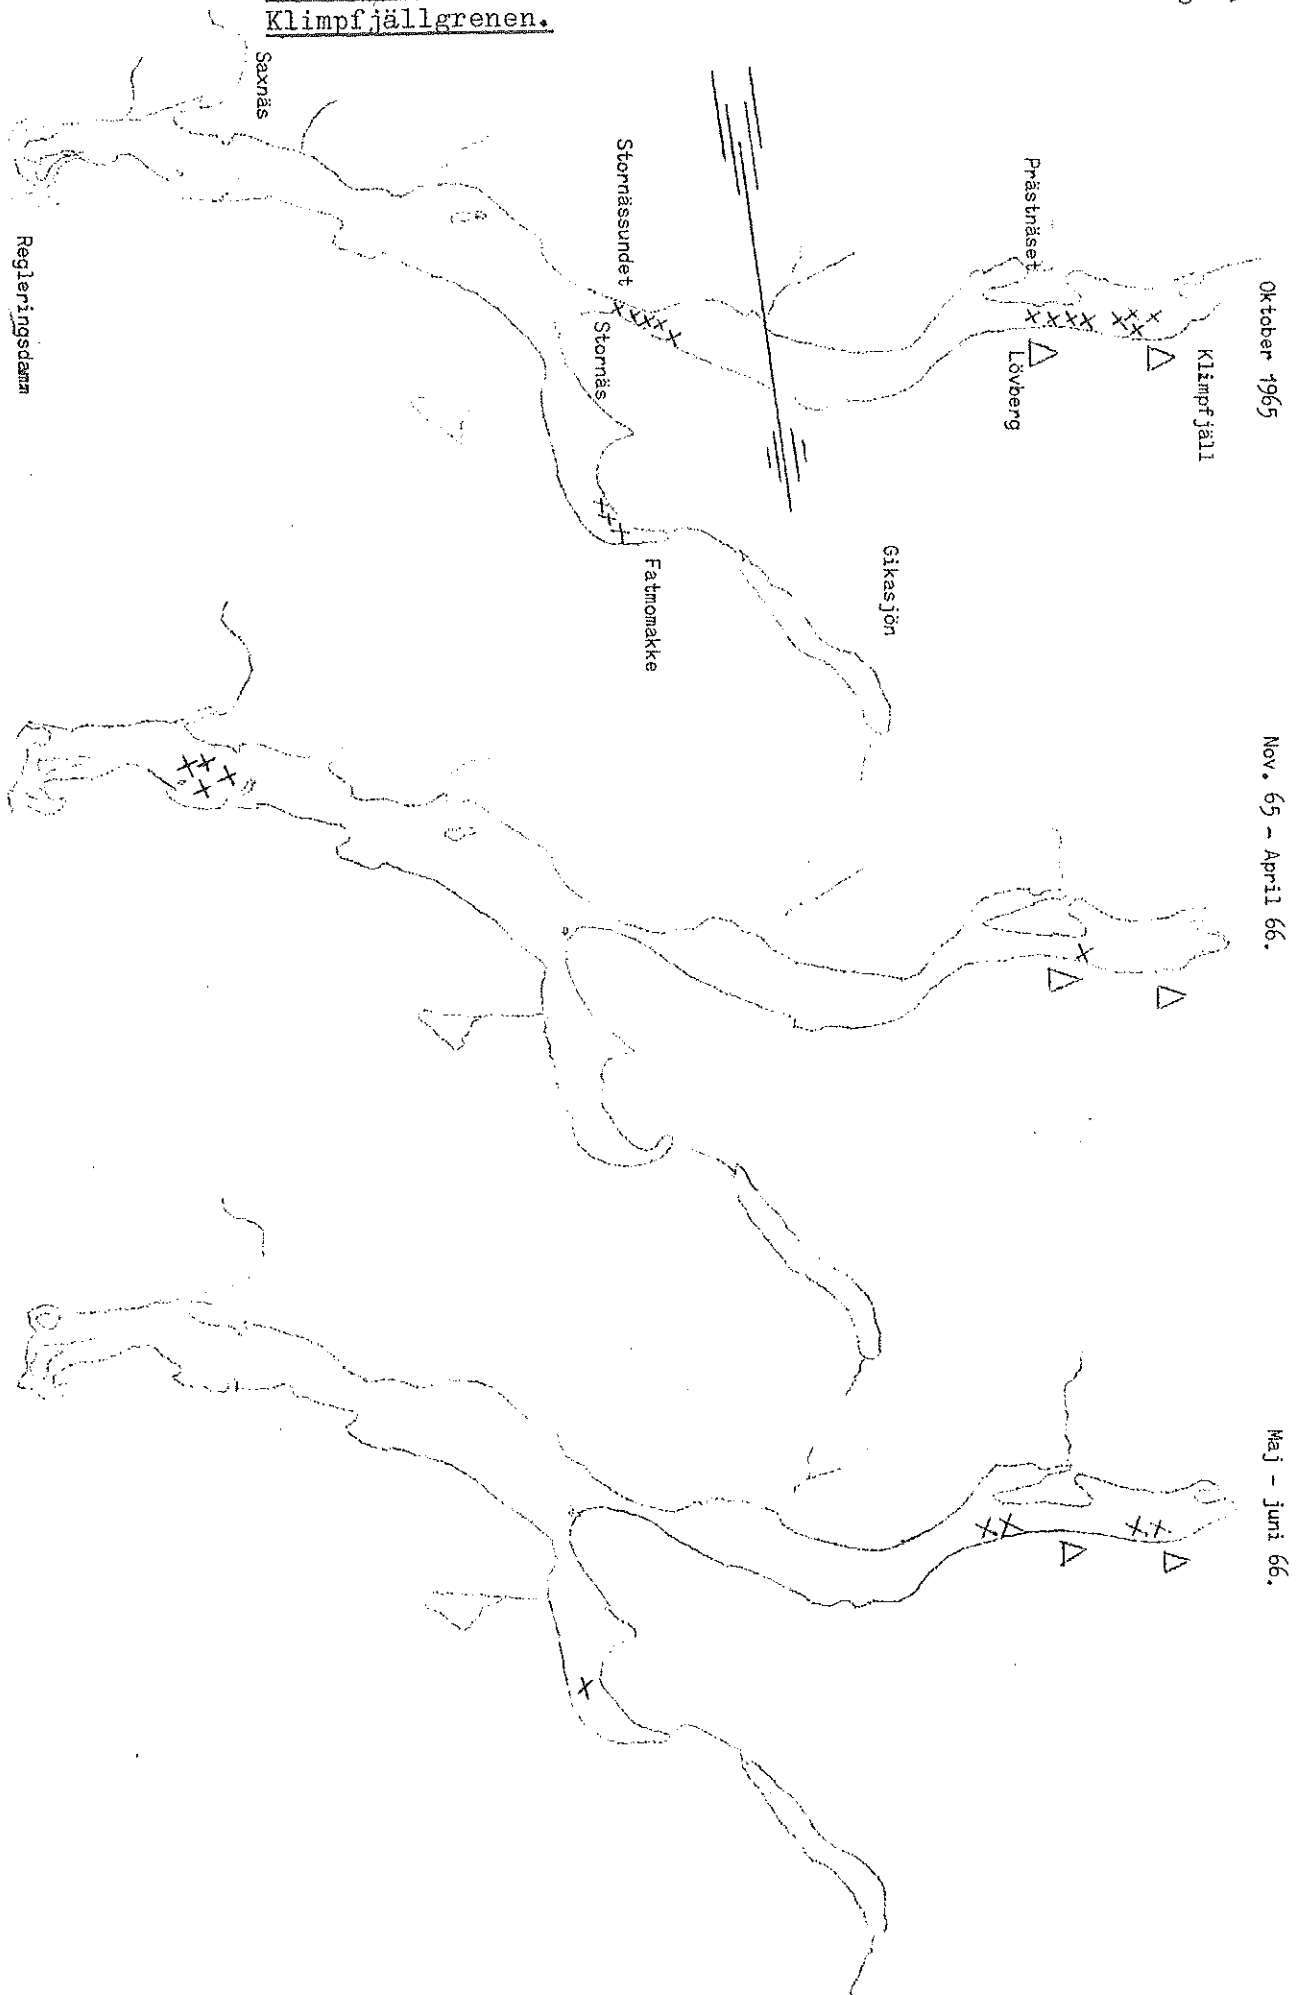 Klimpfjällgrenen.
Oktober 1965
Klimpfjäll
Prästnäset
Lövberg
Gikasjön
Stornässundet
Stornäs
Fatmomakke
Saxnäs
Regleringsdamm
Nov. 65 - April 66.
Maj - juni 66.